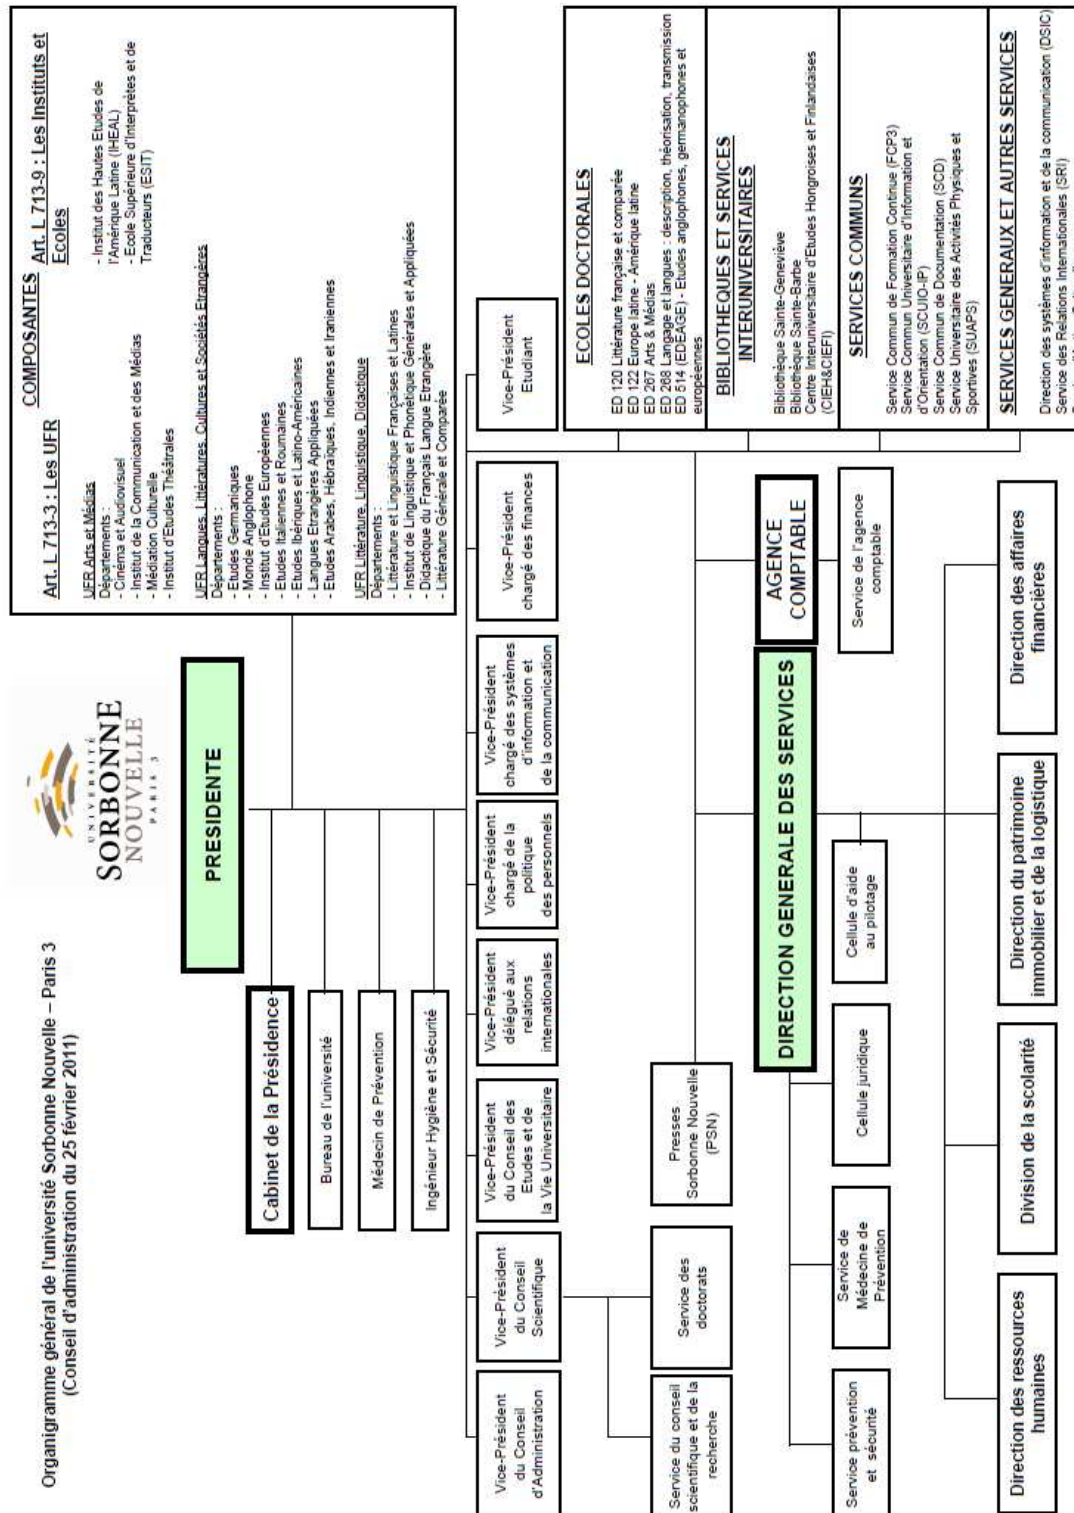 Organigramme général de l'université Sorbonne Nouvelle – Paris 3
(Conseil d'administration du 25 février 2011)
UNIVERSITÉ
SORBONNE
NOUVELLE
PARIS 3
PRESIDENTE
Cabinet de la Présidence
Bureau de l'université
Médecin de Prévention
Ingénieur Hygiène et Sécurité
COMPOSANTES
Art. L 713-3 : Les UFR
UFR Arts et Médias
Départements :
- Cinéma et Audiovisuel
- Institut de la Communication et des Médias
- Médiation Culturelle
- Institut d'Etudes Théâtrales
UFR Langues, Littératures, Cultures et Sociétés Etrangères
Départements :
- Etudes Germaniques
- Monde Anglophone
- Institut d'Etudes Européennes
- Etudes Italiennes et Roumaines
- Etudes Ibériques et Latino-Américaines
- Langues Etrangères Appliquées
- Etudes Arabes, Hébraïques, Indiennes et Iraniennes
UFR Littérature, Linguistique, Didactique
Départements :
- Littérature et Linguistique Françaises et Latines
- Institut de Linguistique et Phonétique Générales et Appliquées
- Didactique du Français Langue Etrangère
- Littérature Générale et Comparée
Art. L 713-9 : Les Instituts et
Ecoles
- Institut des Hautes Etudes de
l'Amérique Latine (IHEAL)
- Ecole Supérieure d'Interprètes et de
Traducteurs (ESIT)
Vice-Président
du Conseil
d'Administration
Vice-Président
du Conseil
Scientifique
Vice-Président
du Conseil des
Etudes et de
la Vie Universitaire
Vice-Président
délégué aux
relations
internationales
Vice-Président
chargé de la
politique
des personnels
Vice-Président
chargé des systèmes
d'information et
de la communication
Vice-Président
chargé des finances
Vice-Président
Etudiant
Service du conseil
scientifique et de la
recherche
Service des
doctorats
Presses
Sorbonne Nouvelle
(PSN)
ECOLES DOCTORALES
ED 120 Littérature française et comparée
ED 122 Europe latine - Amérique latine
ED 267 Arts & Médias
ED 268 Langage et langues : description, théorisation, transmission
ED 514 (EDEAGE) - Etudes anglophones, germanophones et
européennes
BIBLIOTHEQUES ET SERVICES
INTERUNIVERSITAIRES
Bibliothèque Sainte-Geneviève
Bibliothèque Sainte-Barbe
Centre Interuniversitaire d'Etudes Hongroises et Finlandaises
(CIEH&CIEFI)
SERVICES COMMUNS
Service Commun de Formation Continue (FCP3)
Service Commun Universitaire d'Information et
d'Orientation (SCUIO-IP)
Service Commun de Documentation (SCD)
Service Universitaire des Activités Physiques et
Sportives (SUAPS)
SERVICES GENERAUX ET AUTRES SERVICES
Direction des systèmes d'information et de la communication (DSIC)
Service des Relations Internationales (SRI)
DIRECTION GENERALE DES SERVICES
AGENCE
COMPTABLE
Service prévention
et sécurité
Service de
Médecine de
Prévention
Cellule juridique
Cellule d'aide
au pilotage
Service de l'agence
comptable
Direction des ressources
humaines
Division de la scolarité
Direction du patrimoine
immobilier et de la logistique
Direction des affaires
financières